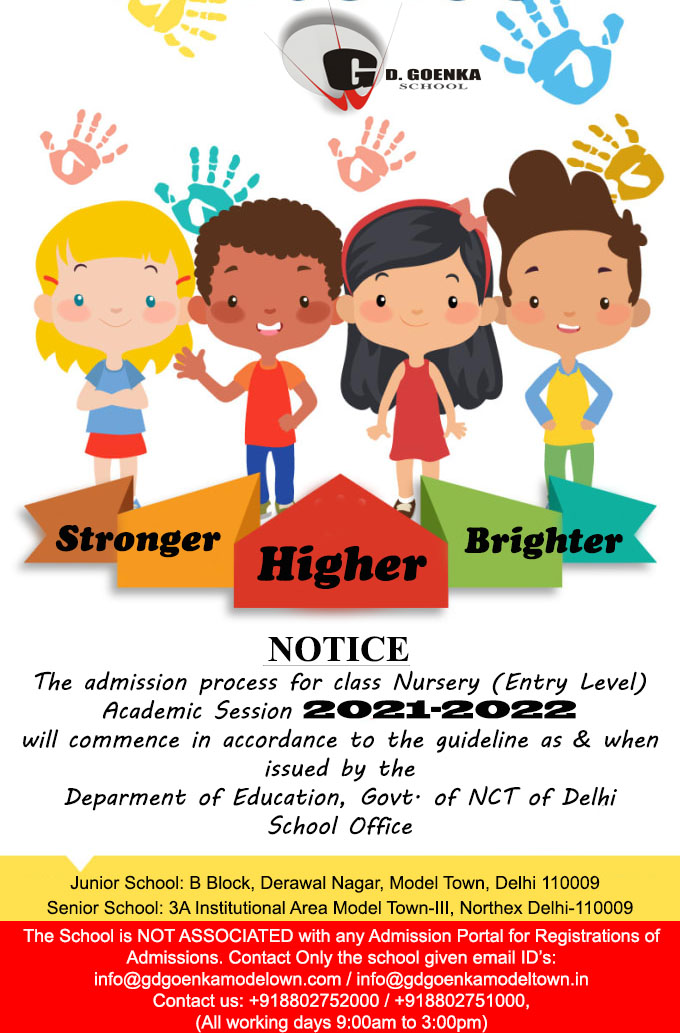 G D. GOENKA
SCHOOL
Stronger
Higher
Brighter
NOTICE
The admission process for class Nursery (Entry Level)
Academic Session 2021-2022
will commence in accordance to the guideline as & when
issued by the
Deparment of Education, Govt. of NCT of Delhi
School Office
Junior School: B Block, Derawal Nagar, Model Town, Delhi 110009
Senior School: 3A Institutional Area Model Town-III, Northex Delhi-110009
The School is NOT ASSOCIATED with any Admission Portal for Registrations of
Admissions. Contact Only the school given email ID's:
info@gdgoenkamodelown.com / info@gdgoenkamodeltown.in
Contact us: +918802752000 / +918802751000,
(All working days 9:00am to 3:00pm)